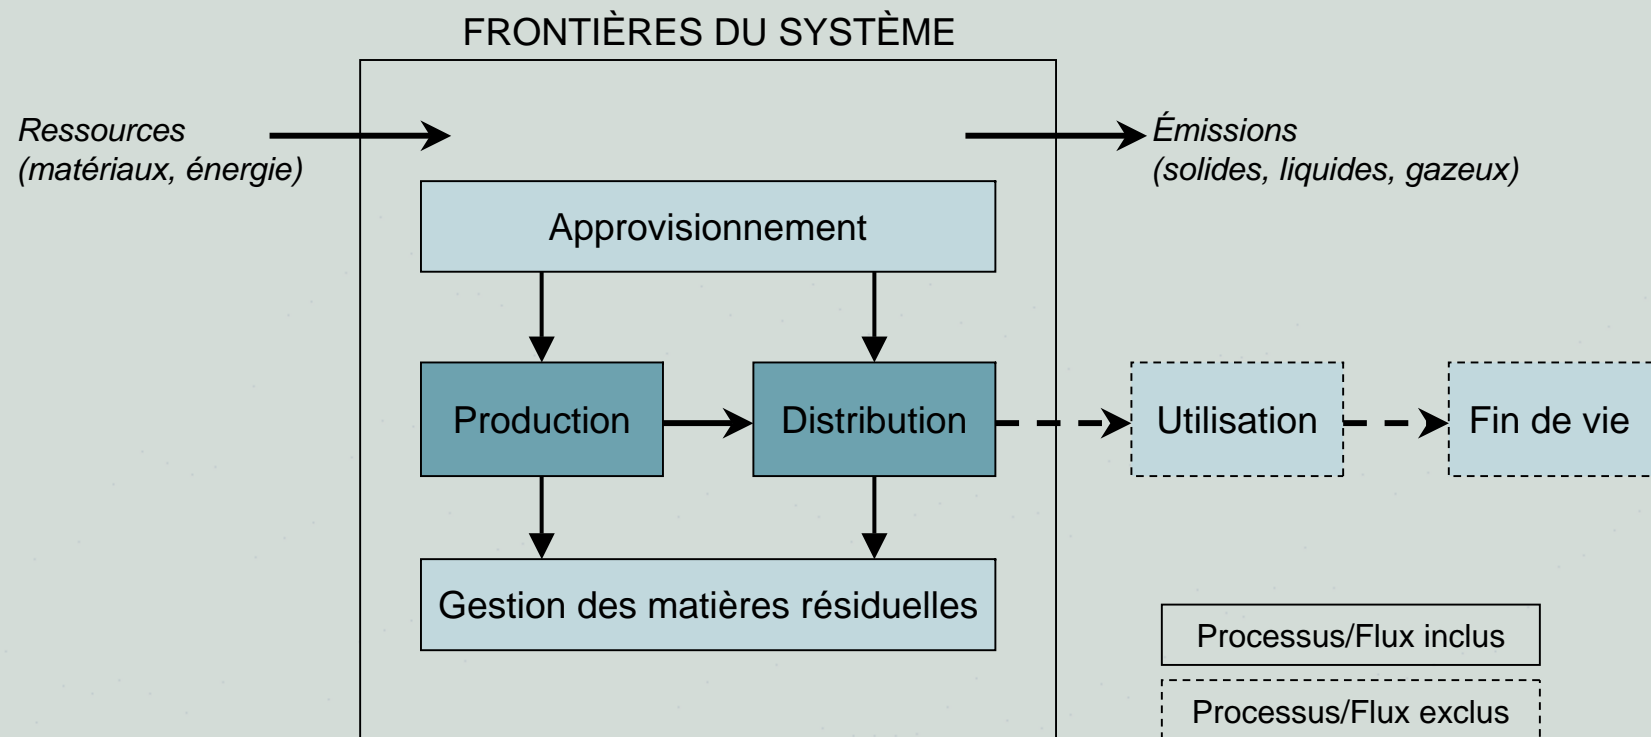 FRONTIÈRES DU SYSTÈME
Ressources
(matériaux, énergie)
Émissions
(solides, liquides, gazeux)
Approvisionnement
Production
Distribution
Utilisation
Fin de vie
Gestion des matières résiduelles
Processus/Flux inclus
Processus/Flux exclus